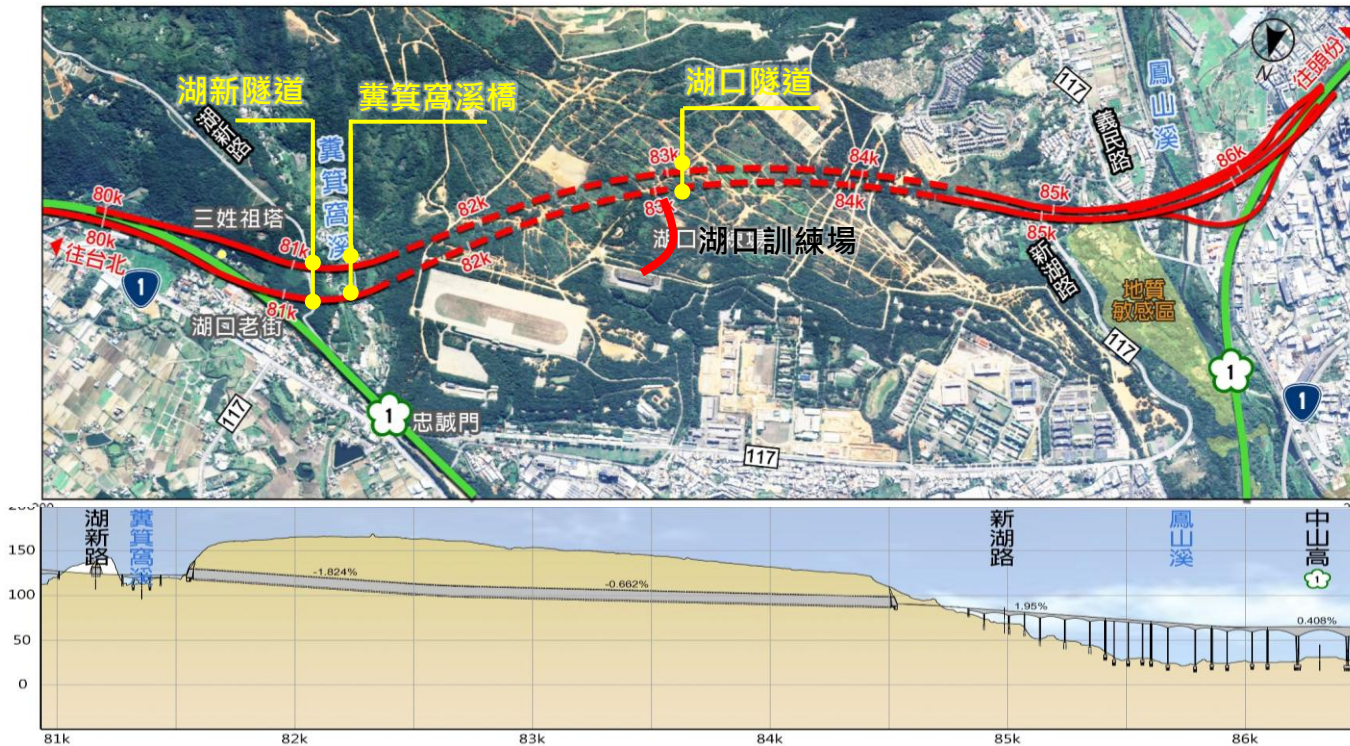 湖新隧道
糞箕窩溪橋
湖口隧道
湖新路
糞箕窩溪
三姓祖塔
80k
80k
往台北
1
81k
81k
湖口老街
117
1
忠誠門
82k
82k
83k
83k
湖口
湖口訓練場
84k
84k
117
85k
85k
新湖路
117
117
義民路
鳳山溪
86k
N
往頭份
地質
敏感區
1
1
湖新路
糞箕窩溪
新湖路
鳳山溪
中山高
1
150
100
50
0
-1.824%
-0.662%
1.95%
0.408%
81k
82k
83k
84k
85k
86k